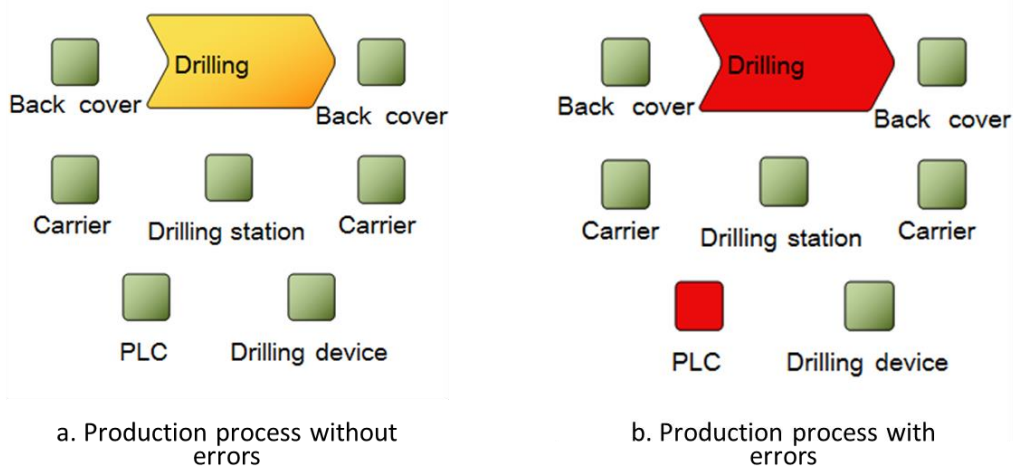 Drilling
Back cover
Back cover
Carrier
Drilling station
Carrier
PLC
Drilling device
a. Production process without
errors
Drilling
Back cover
Back cover
Carrier
Drilling station
Carrier
PLC
Drilling device
b. Production process with
errors